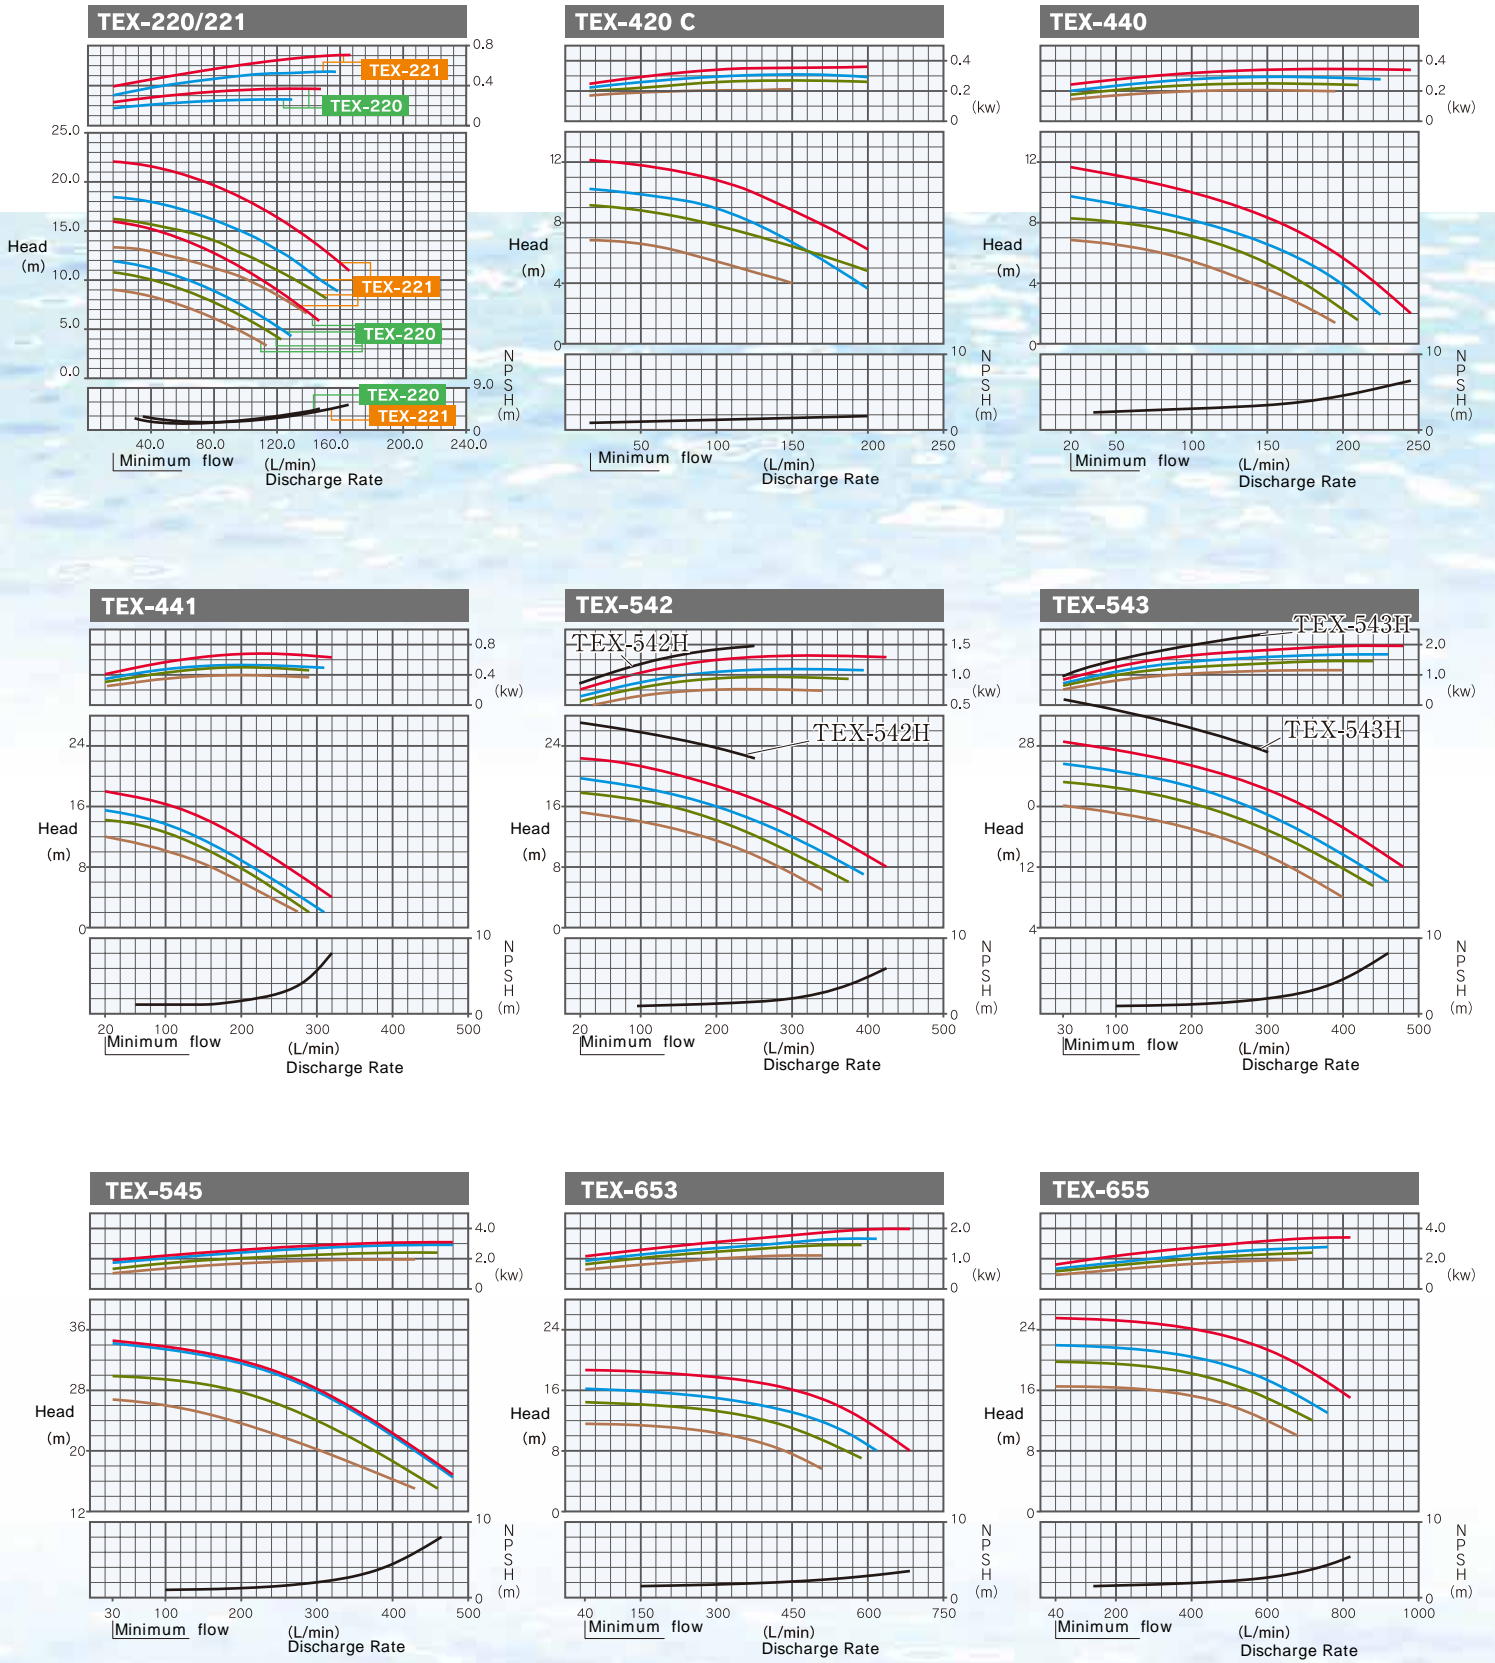 TEX-220/221
0.8
TEX-221
0.4
TEX-220
0
25.0
20.0
15.0
Head
(m)
10.0
TEX-221
5.0
TEX-220
0.0
N
P
S
H
(m)
9.0
TEX-220
TEX-221
0
40.0 80.0 120.0 160.0 200.0 240.0
Minimum flow
(L/min)
Discharge Rate
TEX-420 C
0.4
0.2
(kw)
0
12
8
Head
(m)
4
0
10
N
P
S
H
(m)
0
50 100 150 200 250
Minimum flow
(L/min)
Discharge Rate
TEX-440
0.4
0.2
(kw)
0
12
8
Head
(m)
4
0
10
N
P
S
H
(m)
0
20 50 100 150 200 250
Minimum flow
(L/min)
Discharge Rate
TEX-441
0.8
0.4
(kw)
0
24
16
Head
(m)
8
0
10
N
P
S
H
(m)
0
20 100 200 300 400 500
Minimum flow
(L/min)
Discharge Rate
TEX-542
TEX-542H
1.5
1.0
(kw)
0.5
TEX-542H
24
16
Head
(m)
8
0
10
N
P
S
H
(m)
0
20 100 200 300 400 500
Minimum flow
(L/min)
Discharge Rate
TEX-543
TEX-543H
2.0
1.0
(kw)
0
TEX-543H
28
0
Head
(m)
12
4
10
N
P
S
H
(m)
0
30 100 200 300 400 500
Minimum flow
(L/min)
Discharge Rate
TEX-545
4.0
2.0
(kw)
0
36
28
Head
(m)
20
12
10
N
P
S
H
(m)
0
30 100 200 300 400 500
Minimum flow
(L/min)
Discharge Rate
TEX-653
2.0
1.0
(kw)
0
24
16
Head
(m)
8
0
10
N
P
S
H
(m)
0
40 150 300 450 600 750
Minimum flow
(L/min)
Discharge Rate
TEX-655
4.0
2.0
(kw)
0
24
16
Head
(m)
8
0
10
N
P
S
H
(m)
0
40 200 400 600 800 1000
Minimum flow
(L/min)
Discharge Rate